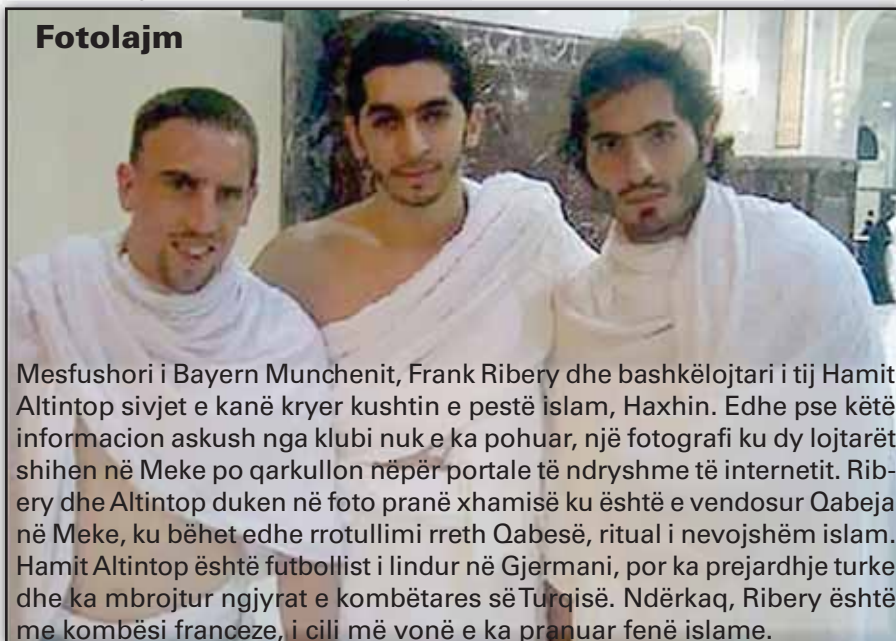 Fotolajm
Mesfushori i Bayern Munchenit, Frank Ribery dhe bashkëlojtari i tij Hamit
Altintop sivjet e kanë kryer kushtin e pestë islam, Haxhin. Edhe pse këtë
informacion askush nga klubi nuk e ka pohuar, një fotografi ku dy lojtarët
shihen në Meke po qarkullon nëpër portale të ndryshme të internetit. Rib-
ery dhe Altintop duken në foto pranë xhamisë ku është e vendosur Qabeja
në Meke, ku bëhet edhe rrotullimi rreth Qabesë, ritual i nevojshëm islam.
Hamit Altintop është futbollist i lindur në Gjermani, por ka prejardhje turke
dhe ka mbrojtur ngjyrat e kombëtares së Turqisë. Ndërkaq, Ribery është
me kombësi franceze, i cili më vonë e ka pranuar fenë islame.